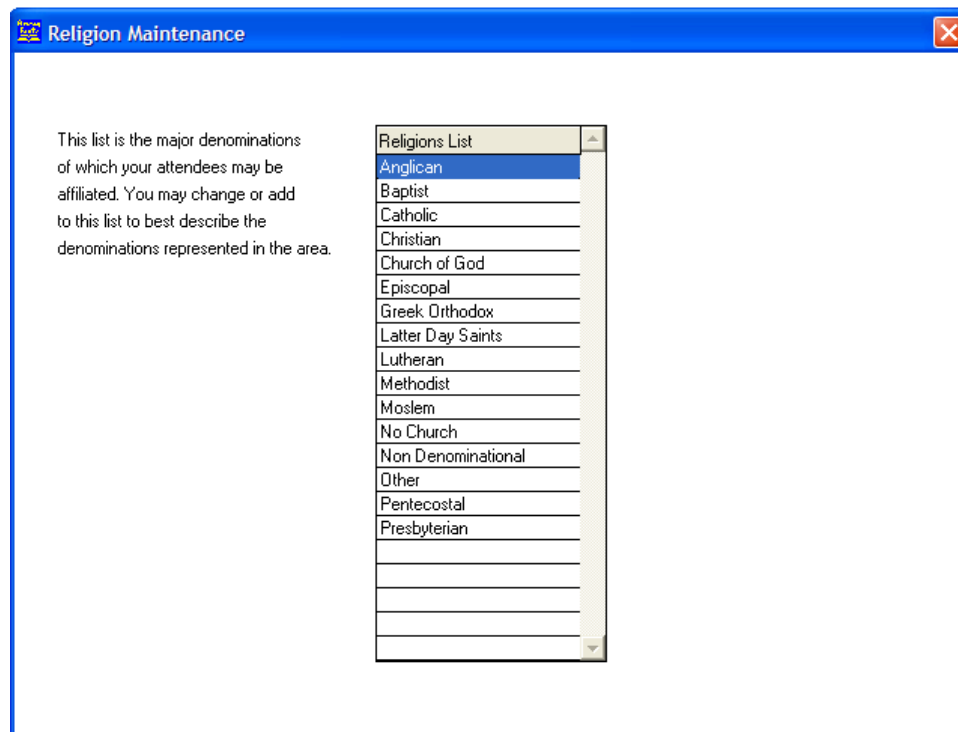 Religion Maintenance
This list is the major denominations
of which your attendees may be
affiliated. You may change or add
to this list to best describe the
denominations represented in the area.
Religions List
Anglican
Baptist
Catholic
Christian
Church of God
Episcopal
Greek Orthodox
Latter Day Saints
Lutheran
Methodist
Moslem
No Church
Non Denominational
Other
Pentecostal
Presbyterian